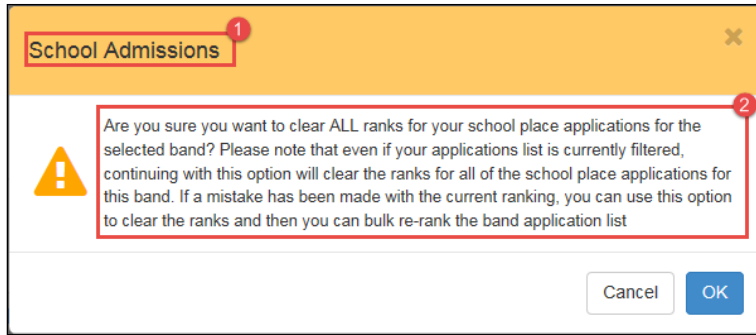 School Admissions
1
×
2
Are you sure you want to clear ALL ranks for your school place applications for the
selected band? Please note that even if your applications list is currently filtered,
continuing with this option will clear the ranks for all of the school place applications for
this band. If a mistake has been made with the current ranking, you can use this option
to clear the ranks and then you can bulk re-rank the band application list
Cancel
OK